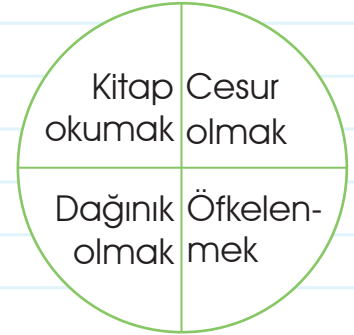 Kitap
okumak
Cesur
olmak
Dağınık
olmak
Öfkelen-
mek